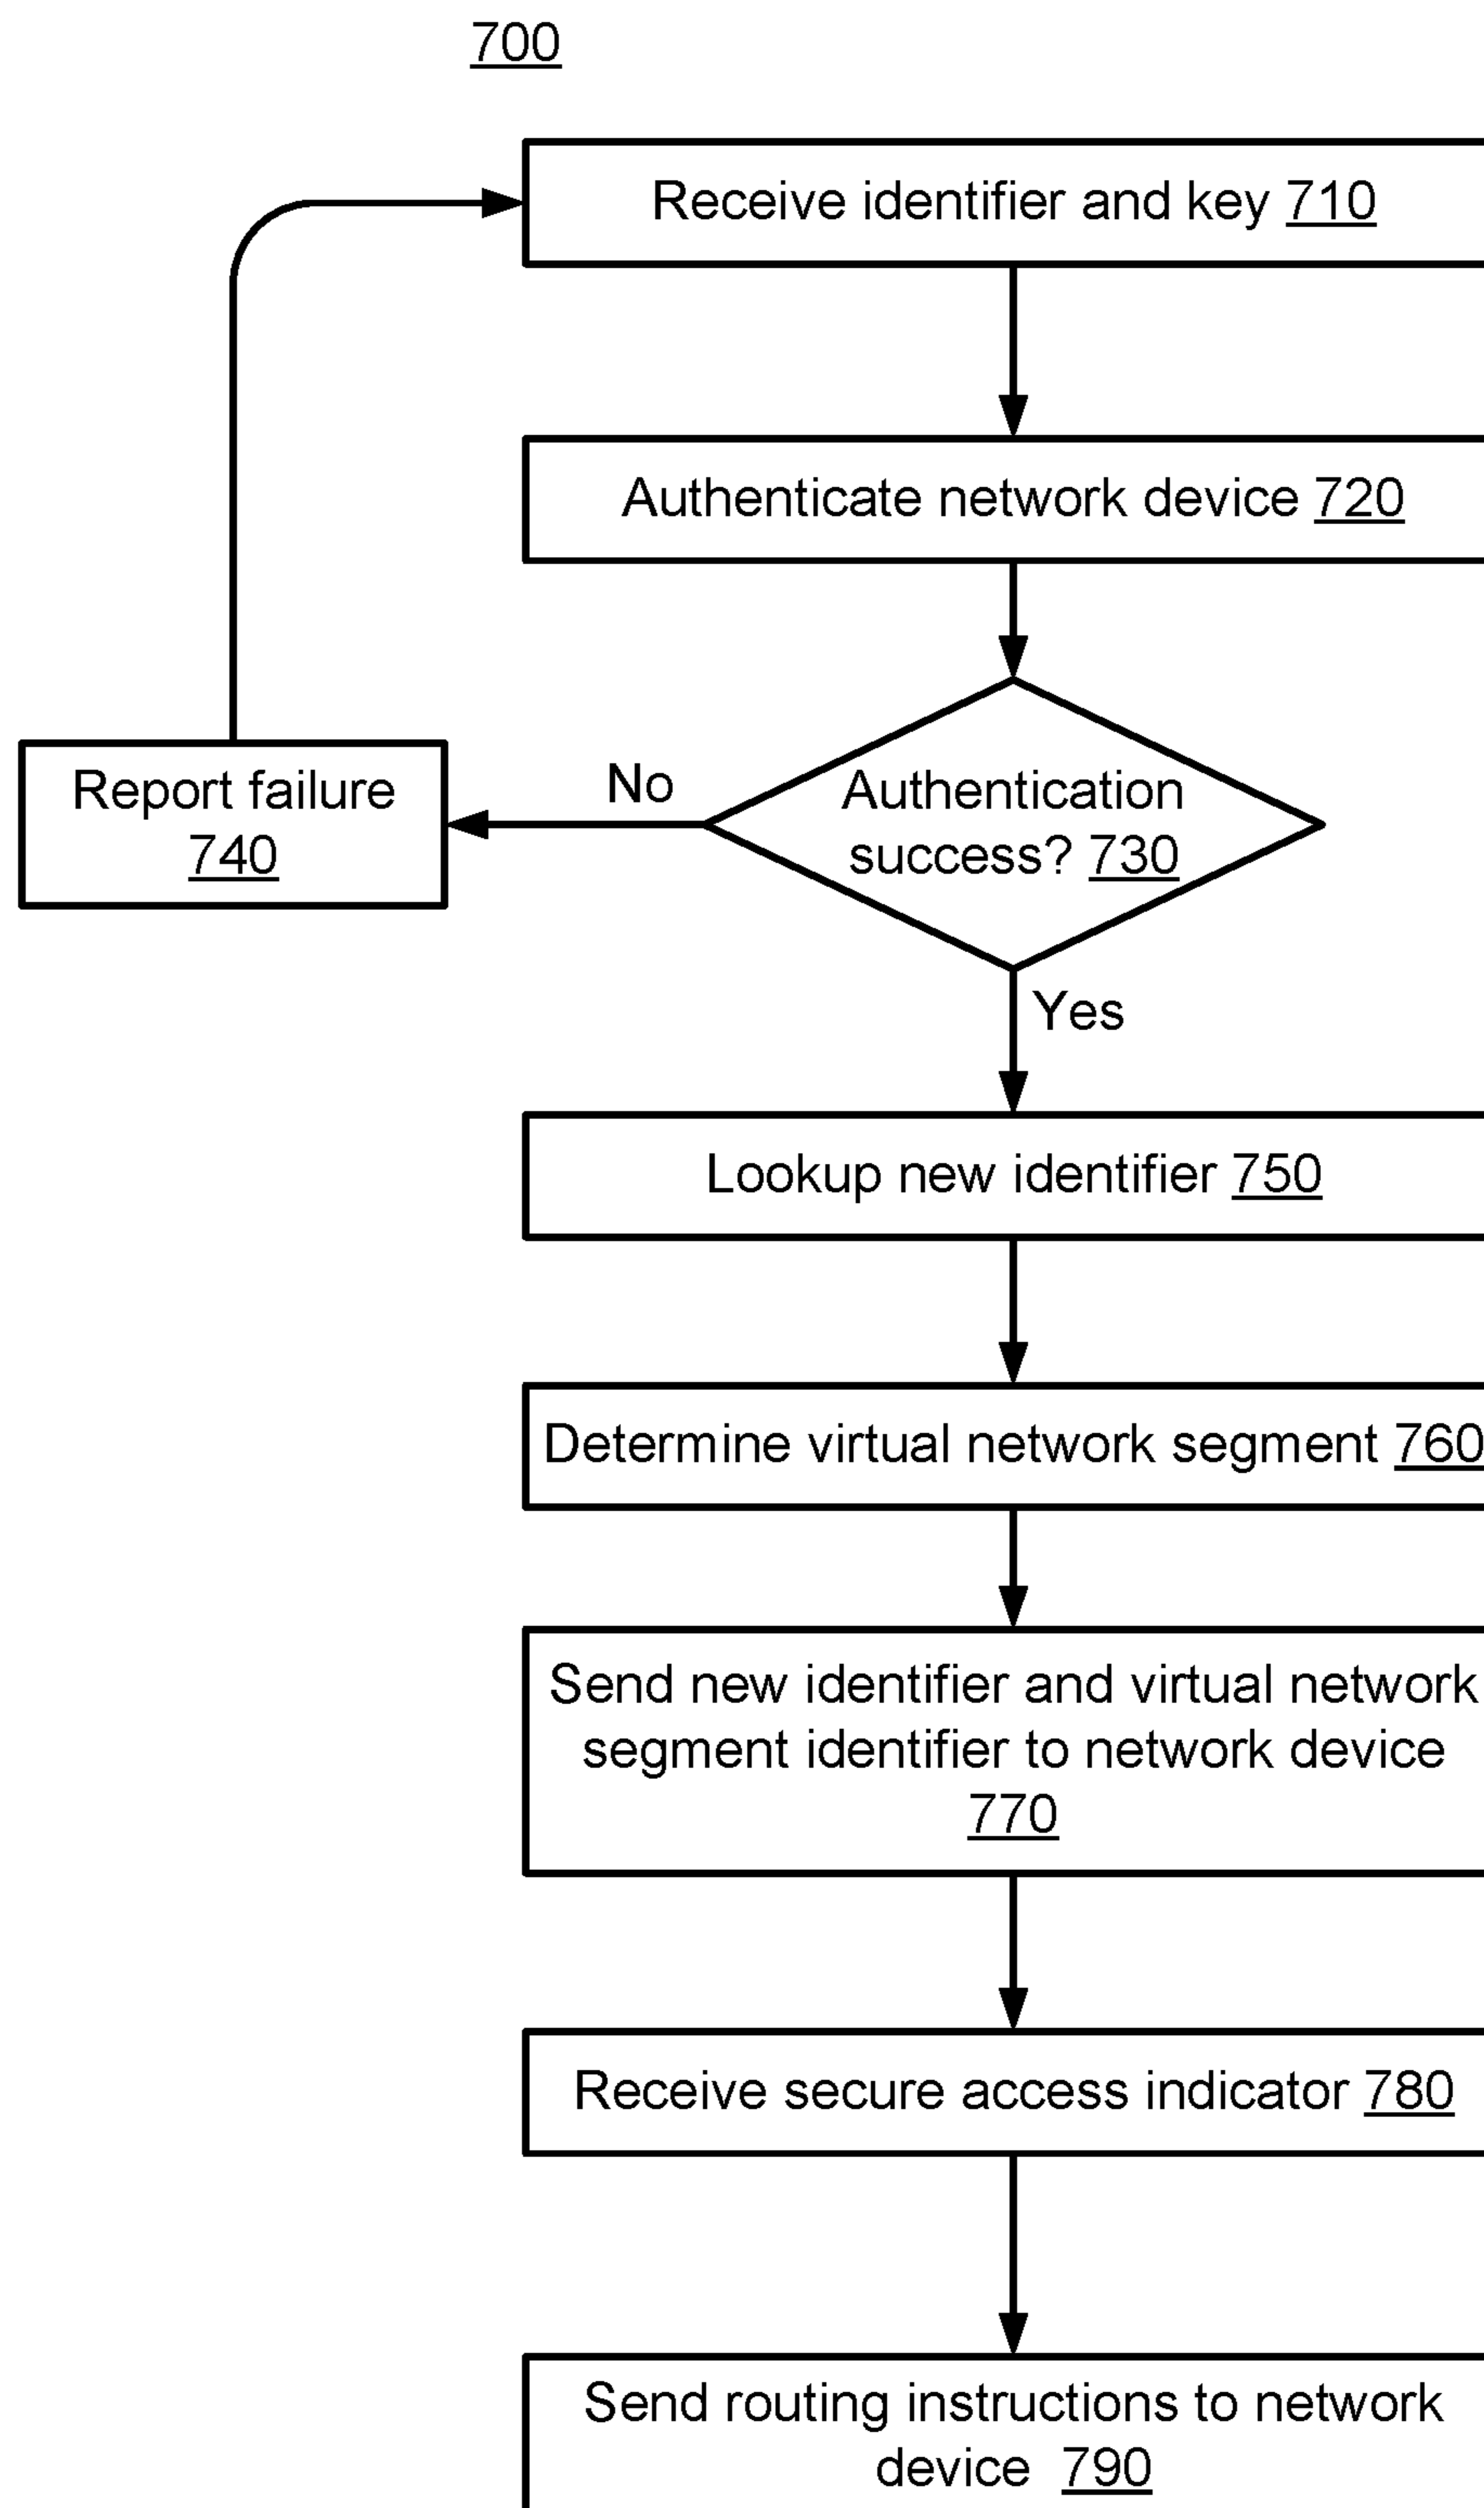 700
Receive identifier and key 710
Authenticate network device 720
Authentication
success? 730
No
Report failure
740
Yes
Lookup new identifier 750
Determine virtual network segment 760
Send new identifier and virtual network
segment identifier to network device
770
Receive secure access indicator 780
Send routing instructions to network
device 790